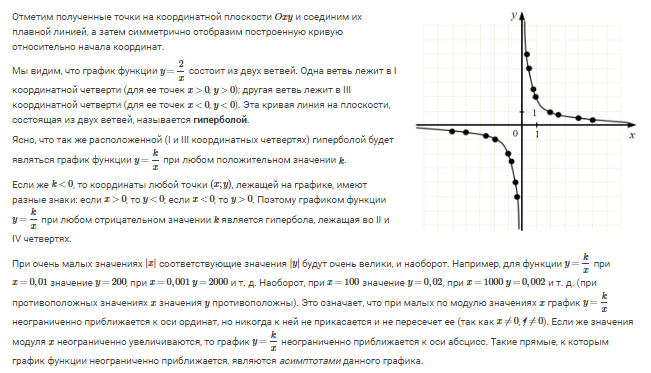 Отметим полученные точки на координатной плоскости Oxy и соединим их
плавной линией, а затем симметрично отобразим построенную кривую
относительно начала координат.
Мы видим, что график функции y = 2/x состоит из двух ветвей. Одна ветвь лежит в I
координатной четверти (для ее точек x > 0, y > 0); другая ветвь лежит в III
координатной четверти (для ее точек x < 0, y < 0). Эта кривая линия на плоскости,
состоящая из двух ветвей, называется гиперболой.
Ясно, что так же расположенной (I и III координатных четвертях) гиперболой будет
являться график функции y = k/x при любом положительном значении k.
Если же k < 0, то координаты любой точки (x; y), лежащей на графике, имеют
разные знаки: если x > 0, то y < 0; если x < 0, то y > 0. Поэтому графиком функции
y = k/x при любом отрицательном значении k является гипербола, лежащая во II и
IV четвертях.
При очень малых значениях |x| соответствующие значения |y| будут очень велики, и наоборот. Например, для функции y = k/x при
x = 0,01 значение y = 200, при x = 0,001 y = 2000 и т. д. Наоборот, при x = 100 значение y = 0,02, при x = 1000 y = 0,002 и т. д. (при
противоположных значениях x значения y противоположны). Это означает, что при малых по модулю значениях x график y = k/x
неограниченно приближается к оси ординат, но никогда к ней не прикасается и не пересечет ее (так как x ≠ 0, ≠ 0). Если же значения
модуля x неограниченно увеличиваются, то график y = k/x неограниченно приближается к оси абсцисс. Такие прямые, к которым
график функции неограниченно приближается, являются асимптотами данного графика.
y
1
0
1
x